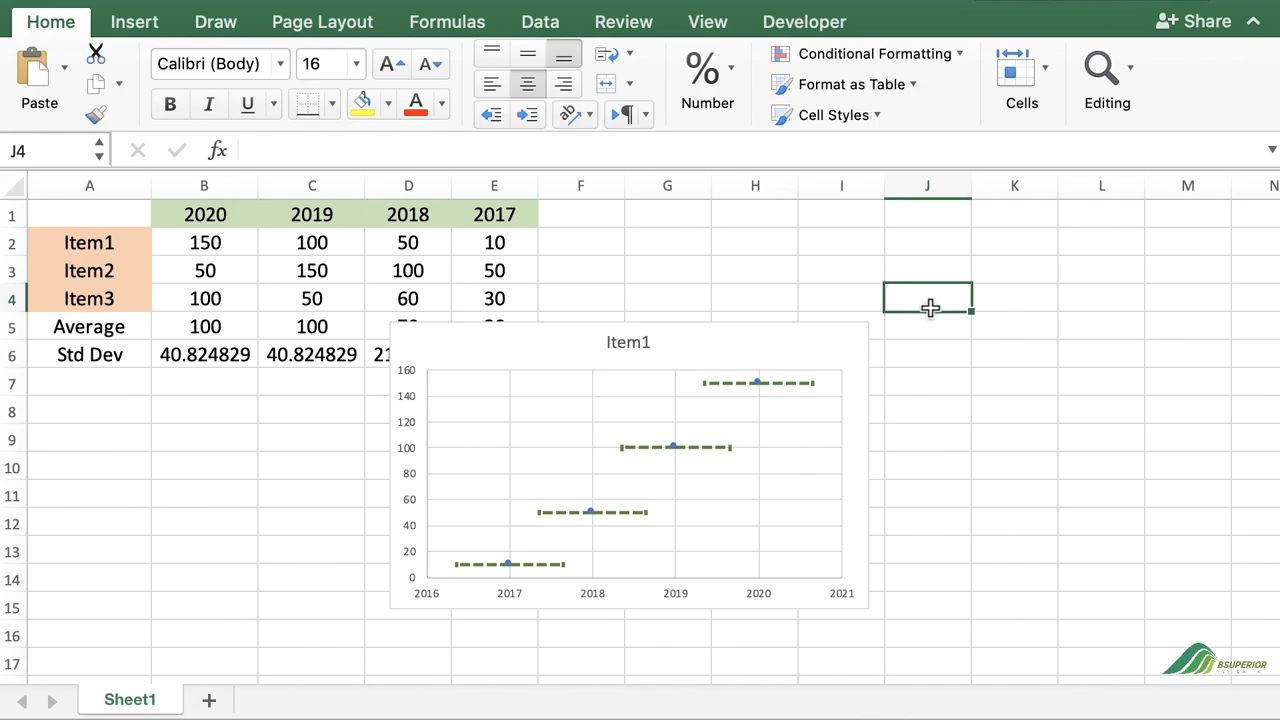 Home Insert Draw Page Layout Formulas Data Review View Developer Share
Calibri (Body) 16 A A
Paste B I U A ab % Number Conditional Formatting Format as Table Cell Styles Cells Editing
J4 fx
A B C D E F G H I J K L M N
1 2020 2019 2018 2017
2 Item1 150 100 50 10
3 Item2 50 150 100 50
4 Item3 100 50 60 30
5 Average 100 100
6 Std Dev 40.824829 40.824829 21
7
8
9
10
11
12
13
14
15
16
17
Item1
160
140
120
100
80
60
40
20
0
2016 2017 2018 2019 2020 2021
BSUPERIOR
Sheet1 +